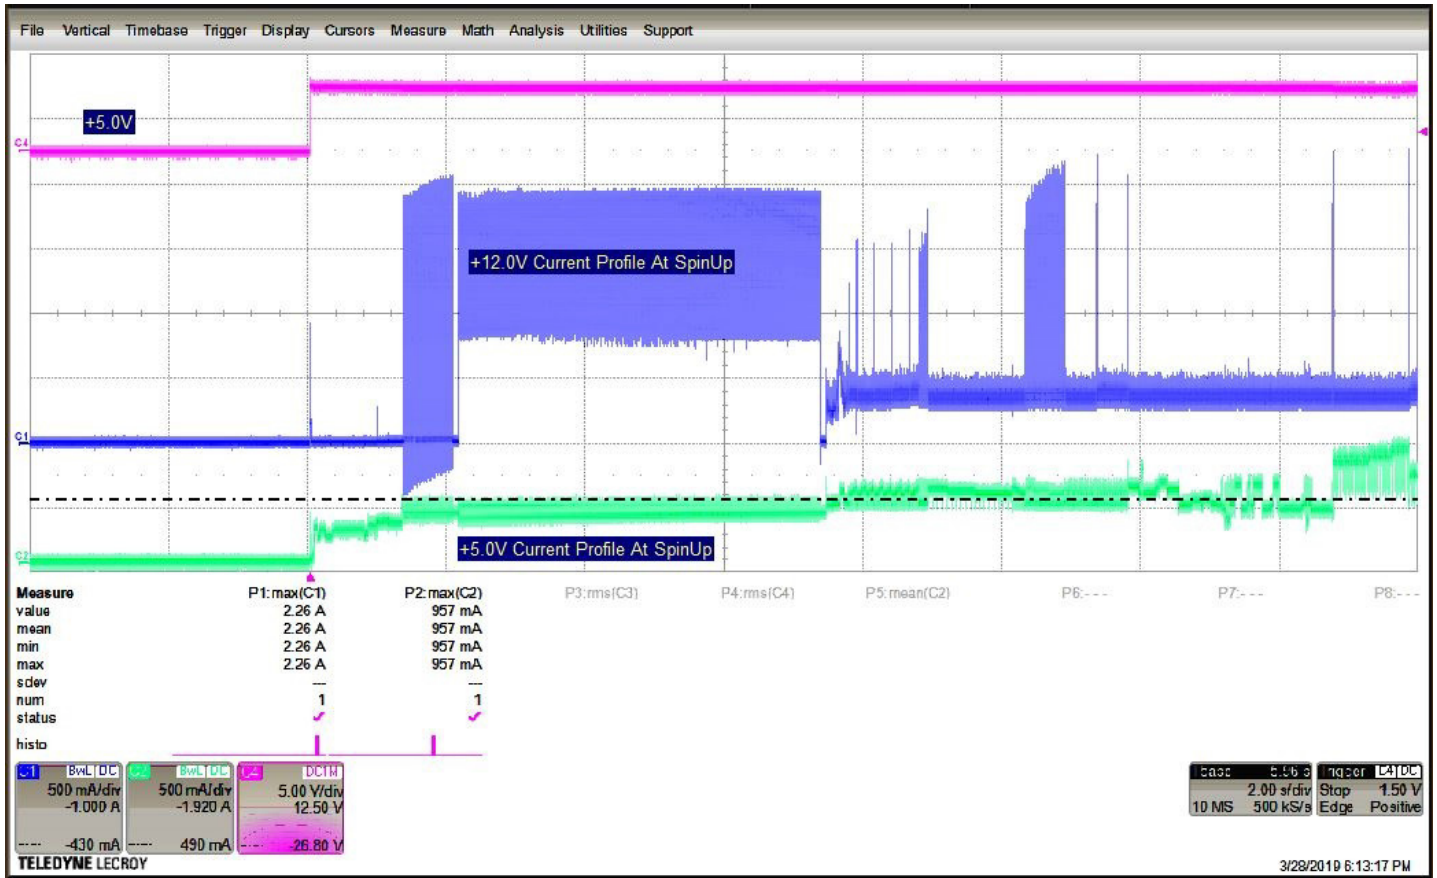 File Vertical Timebase Trigger Display Cursors Measure Math Analysis Utilities Support
+5.0V
C4
+12.0V Current Profile At SpinUp
C1
C2
+5.0V Current Profile At SpinUp
Measure P1:max(C1) P2:max(C2) P3:rms(C3) P4:rms(C4) P5:mean(C2) P6:- - - P7:- - - P8:- - -
value 2.26 A 957 mA
mean 2.26 A 957 mA
min 2.26 A 957 mA
max 2.26 A 957 mA
sdev --- ---
num 1 1
status
histo
C1 BwL DC C2 BwL DC C4 DC1M
500 mA/div 500 mA/div 5.00 V/div
-1.000 A -1.920 A 12.50 V
-430 mA 490 mA -26.80 V
Tbase Trigger C4 DC
2.00 s/div Stop 1.50 V
10 MS 500 kS/s Edge Positive
TELEDYNE LECROY
3/28/2019 6:13:17 PM